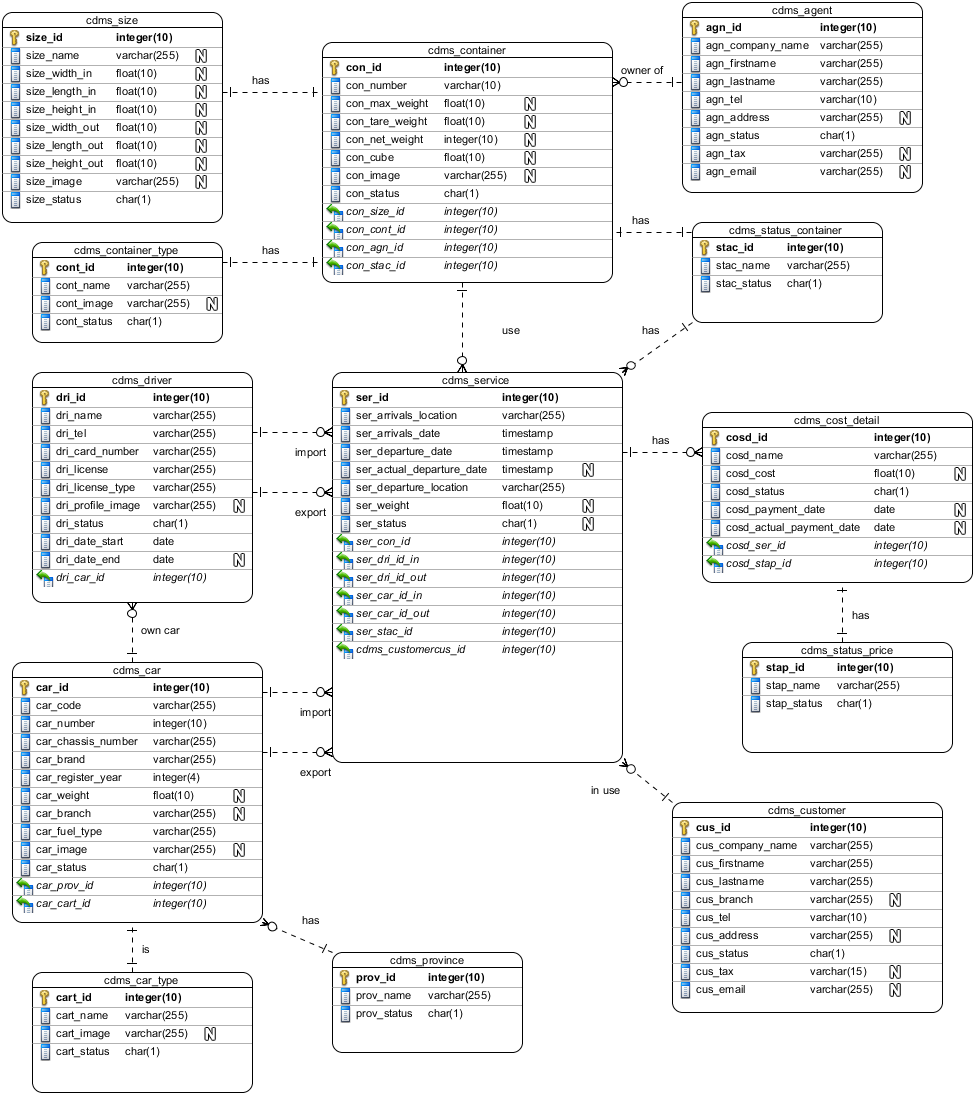 cdms_size
size_id integer(10)
size_name varchar(255) N
size_width_in float(10) N
size_length_in float(10) N
size_height_in float(10) N
size_width_out float(10) N
size_length_out float(10) N
size_height_out float(10) N
size_image varchar(255) N
size_status char(1)
has
cdms_container
con_id integer(10)
con_number varchar(10)
con_max_weight float(10) N
con_tare_weight float(10) N
con_net_weight integer(10) N
con_cube float(10) N
con_image varchar(255) N
con_status char(1)
con_size_id integer(10)
con_cont_id integer(10)
con_agn_id integer(10)
con_stac_id integer(10)
owner of
cdms_agent
agn_id integer(10)
agn_company_name varchar(255)
agn_firstname varchar(255)
agn_lastname varchar(255)
agn_tel varchar(10)
agn_address varchar(255) N
agn_status char(1)
agn_tax varchar(255) N
agn_email varchar(255) N
has
cdms_container_type
cont_id integer(10)
cont_name varchar(255)
cont_image varchar(255) N
cont_status char(1)
has
cdms_status_container
stac_id integer(10)
stac_name varchar(255)
stac_status char(1)
use
has
cdms_driver
dri_id integer(10)
dri_name varchar(255)
dri_tel varchar(255)
dri_card_number varchar(255)
dri_license varchar(255)
dri_license_type varchar(255)
dri_profile_image varchar(255) N
dri_status char(1)
dri_date_start date
dri_date_end date N
dri_car_id integer(10)
import
export
cdms_service
ser_id integer(10)
ser_arrivals_location varchar(255)
ser_arrivals_date timestamp
ser_departure_date timestamp
ser_actual_departure_date timestamp N
ser_departure_location varchar(255)
ser_weight float(10) N
ser_status char(1) N
ser_con_id integer(10)
ser_dri_id_in integer(10)
ser_dri_id_out integer(10)
ser_car_id_in integer(10)
ser_car_id_out integer(10)
ser_stac_id integer(10)
cdms_customercus_id integer(10)
has
cdms_cost_detail
cosd_id integer(10)
cosd_name varchar(255)
cosd_cost float(10) N
cosd_status char(1)
cosd_payment_date date N
cosd_actual_payment_date date N
cosd_ser_id integer(10)
cosd_stap_id integer(10)
has
cdms_status_price
stap_id integer(10)
stap_name varchar(255)
stap_status char(1)
own car
cdms_car
car_id integer(10)
car_code varchar(255)
car_number integer(10)
car_chassis_number varchar(255)
car_brand varchar(255)
car_register_year integer(4)
car_weight float(10) N
car_branch varchar(255) N
car_fuel_type varchar(255)
car_image varchar(255) N
car_status char(1)
car_prov_id integer(10)
car_cart_id integer(10)
import
export
in use
cdms_customer
cus_id integer(10)
cus_company_name varchar(255)
cus_firstname varchar(255)
cus_lastname varchar(255)
cus_branch varchar(255) N
cus_tel varchar(10)
cus_address varchar(255) N
cus_status char(1)
cus_tax varchar(15) N
cus_email varchar(255) N
is
has
cdms_car_type
cart_id integer(10)
cart_name varchar(255)
cart_image varchar(255) N
cart_status char(1)
cdms_province
prov_id integer(10)
prov_name varchar(255)
prov_status char(1)